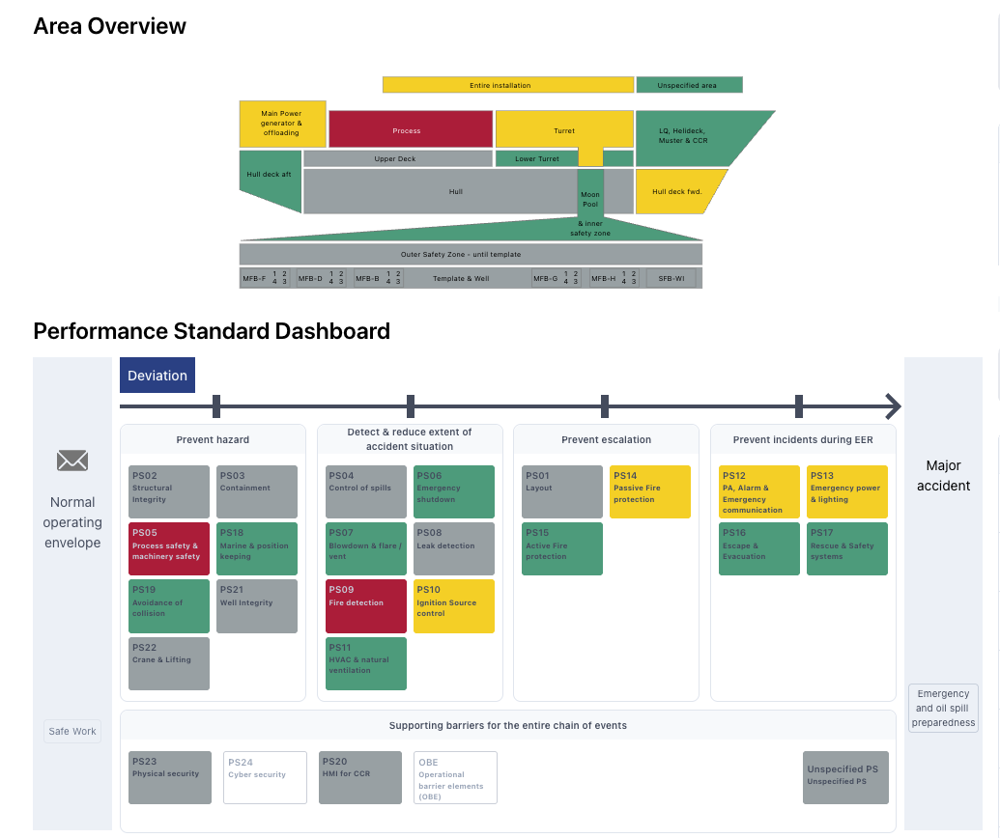 Area Overview
Entire installation
Unspecified area
Main Power
generator &
offloading
Process
Turret
LQ, Helideck,
Muster & CCR
Upper Deck
Lower Turret
Hull deck aft
Hull
Moon
Pool
Hull deck fwd.
& inner
safety zone
Outer Safety Zone - until template
MFB-F 1 2
4 3
MFB-D 1 2
4 3
MFB-B 1 2
4 3
Template & Well
MFB-G 1 2
4 3
MFB-H 1 2
4 3
SFB-WI
Performance Standard Dashboard
Deviation
Normal
operating
envelope
Safe Work
Prevent hazard
PS02
Structural
Integrity
PS03
Containment
PS05
Process safety &
machinery safety
PS18
Marine & position
keeping
PS19
Avoidance of
collision
PS21
Well Integrity
PS22
Crane & Lifting
Detect & reduce extent of
accident situation
PS04
Control of spills
PS06
Emergency
shutdown
PS07
Blowdown & flare /
vent
PS08
Leak detection
PS09
Fire detection
PS10
Ignition Source
control
PS11
HVAC & natural
ventilation
Prevent escalation
PS01
Layout
PS14
Passive Fire
protection
PS15
Active Fire
protection
Prevent incidents during EER
PS12
PA, Alarm &
Emergency
communication
PS13
Emergency power
& lighting
PS16
Escape &
Evacuation
PS17
Rescue & Safety
systems
Major
accident
Emergency
and oil spill
preparedness
Supporting barriers for the entire chain of events
PS23
Physical security
PS24
Cyber security
PS20
HMI for CCR
OBE
Operational
barrier elements
(OBE)
Unspecified PS
Unspecified PS